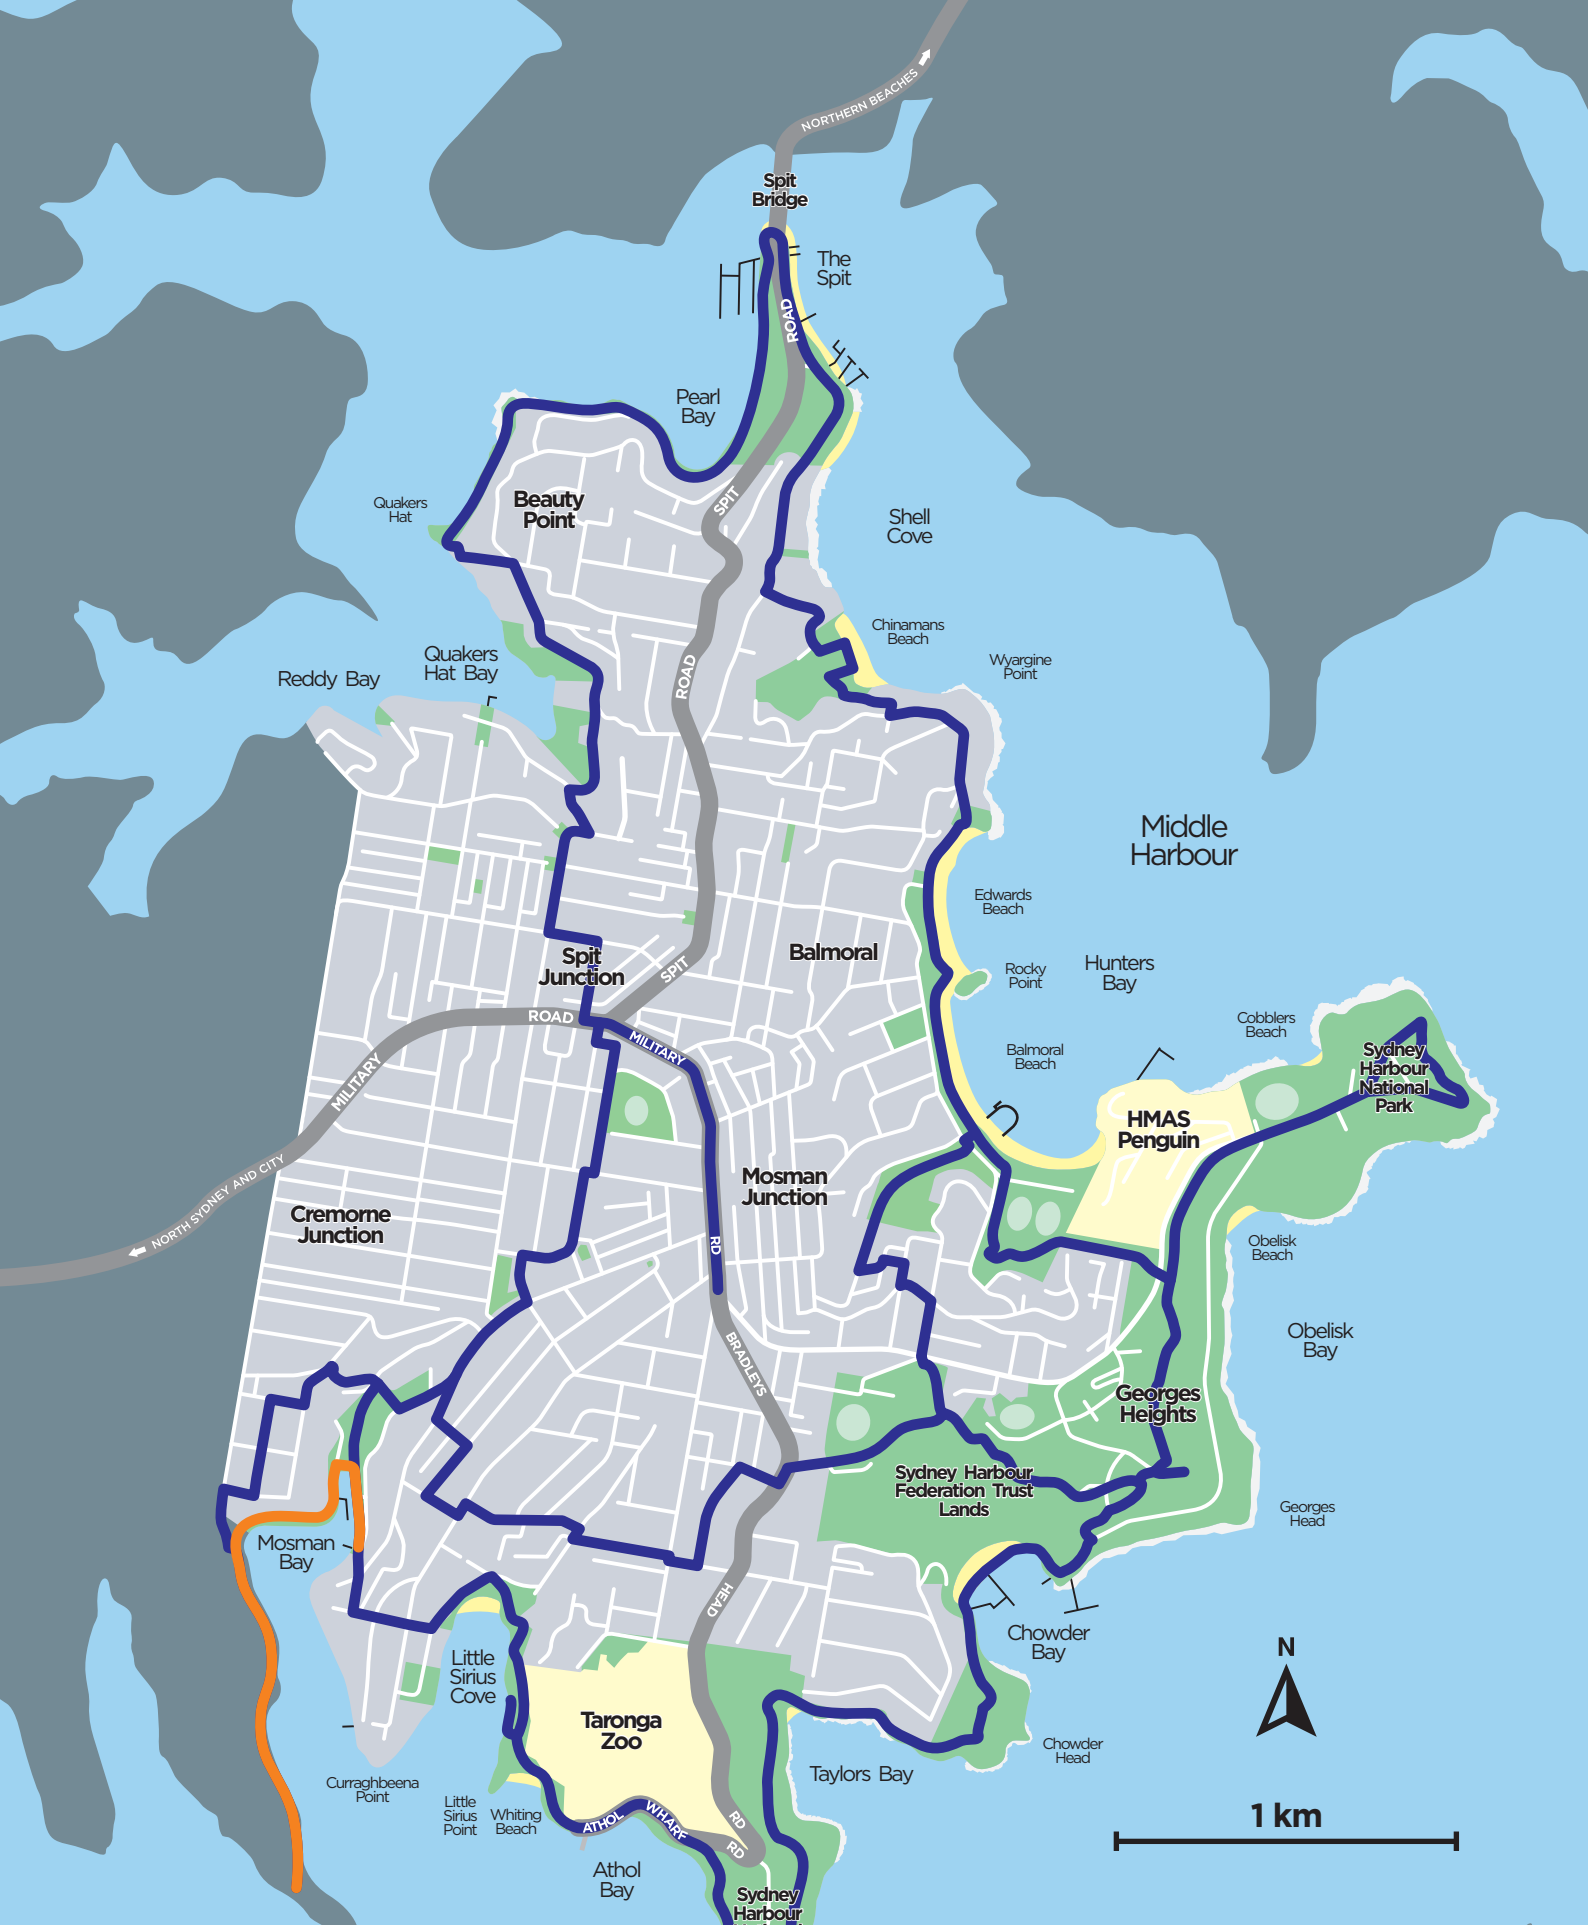 NORTHERN BEACHES
Spit
Bridge
The
Spit
ROAD
Pearl
Bay
Beauty
Point
Quakers
Hat
SPIT
Shell
Cove
Chinamans
Beach
Wyargine
Point
Quakers
Hat Bay
Reddy Bay
ROAD
Middle
Harbour
Edwards
Beach
Balmoral
Spit
Junction
SPIT
Rocky
Point
Hunters
Bay
ROAD
MILITARY
MILITARY
Balmoral
Beach
Cobblers
Beach
Sydney
Harbour
National
Park
HMAS
Penguin
NORTH SYDNEY AND CITY
Mosman
Junction
Cremorne
Junction
RD
Obelisk
Beach
Obelisk
Bay
BRADLEYS
Georges
Heights
Sydney Harbour
Federation Trust
Lands
Georges
Head
Mosman
Bay
HEAD
Chowder
Bay
N
Little
Sirius
Cove
Taronga
Zoo
Chowder
Head
Taylors Bay
Curraghbeena
Point
Little
Sirius
Point
Whiting
Beach
ATHOL
WHARF
RD
RD
1 km
Athol
Bay
Sydney
Harbour